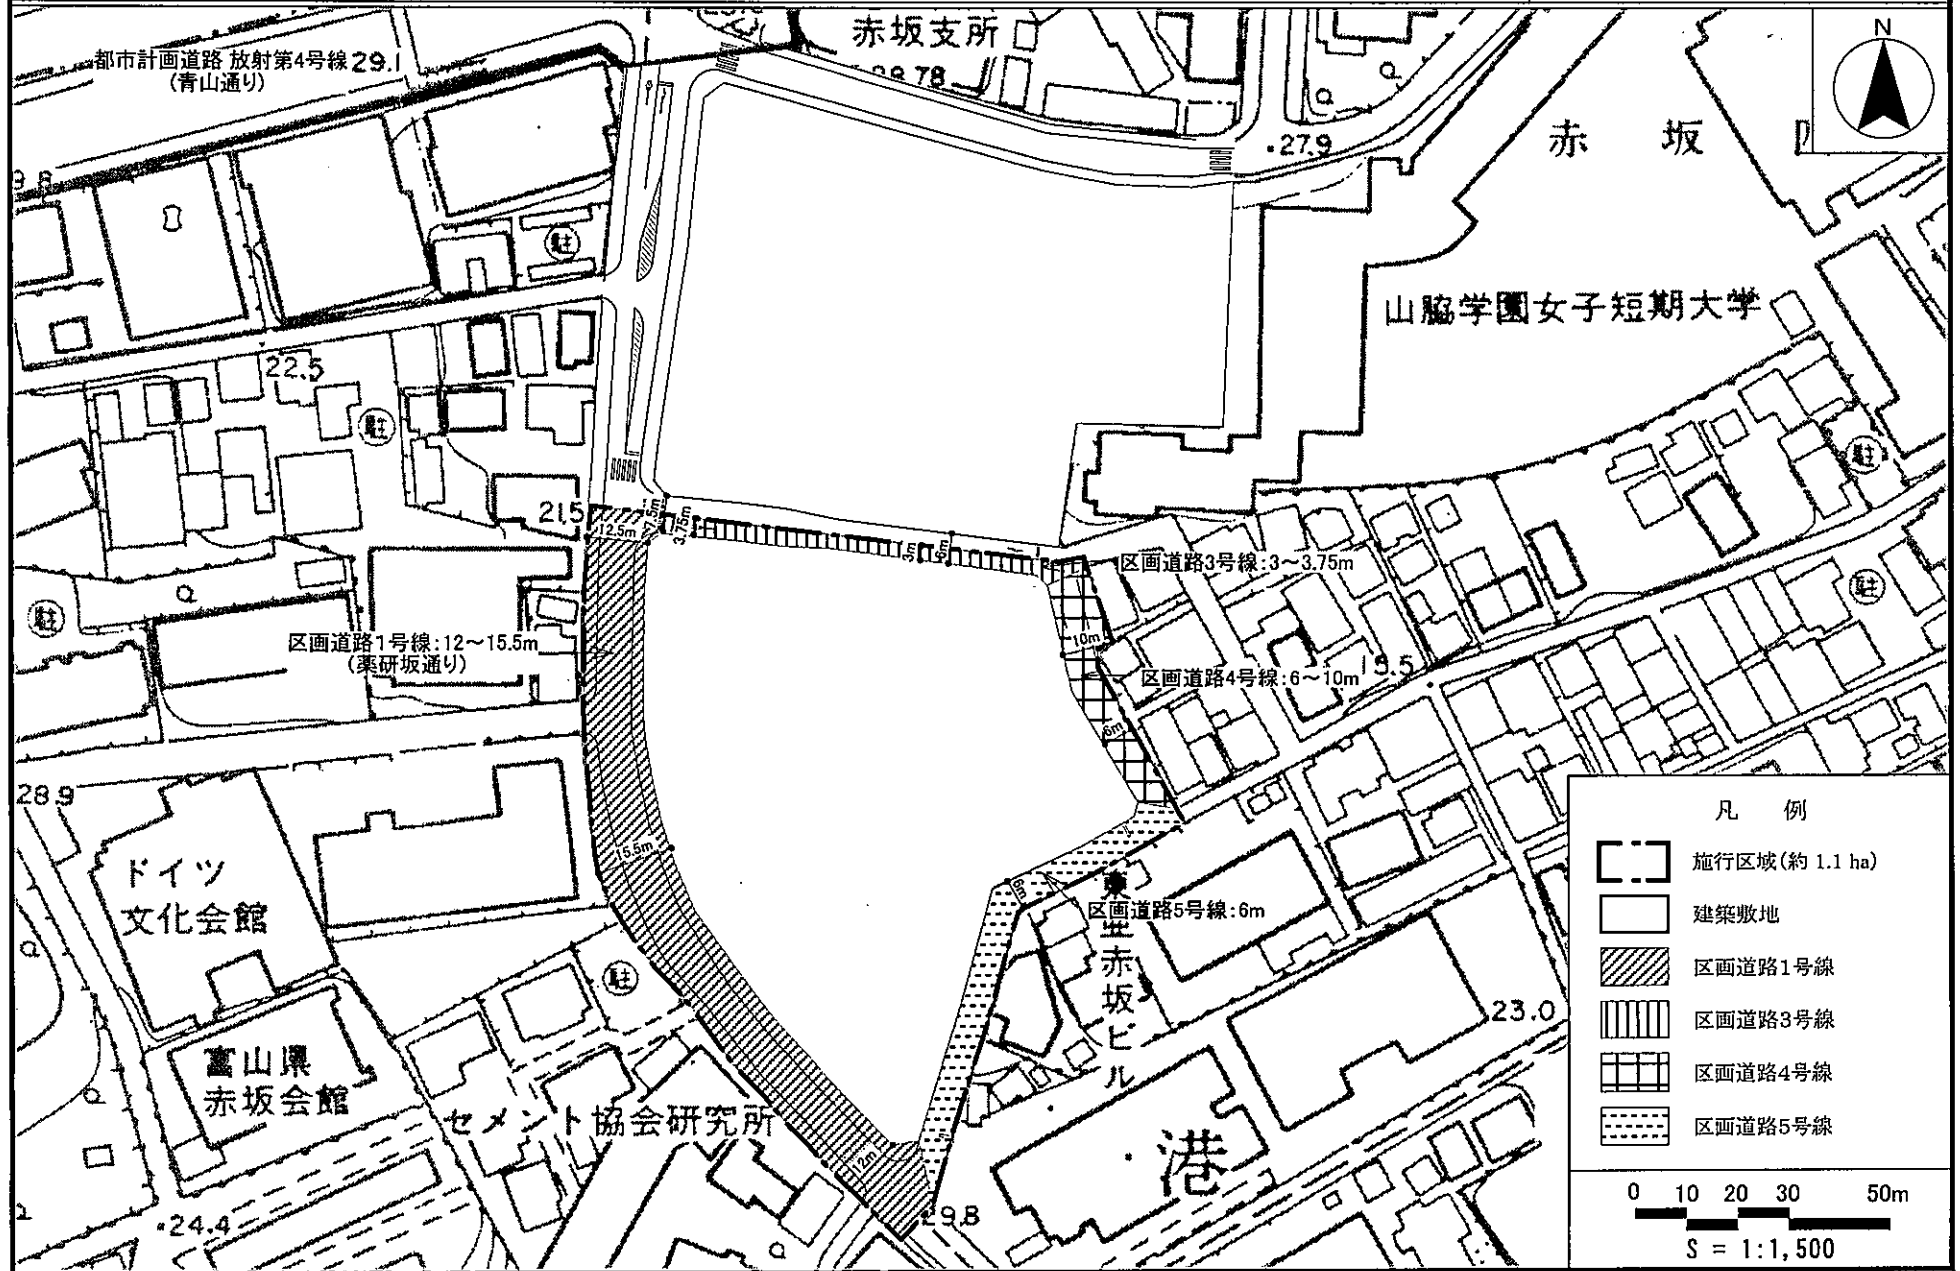 都市計画道路 放射第4号線
(青山通り)
29.1
赤坂支所
28.78
N
27.9
赤坂
山脇学園女子短期大学
22.5
21.5
12.5m
7.5m
3.75m
3m
6m
区画道路3号線:3〜3.75m
10m
区画道路1号線:12〜15.5m
(薬研坂通り)
区画道路4号線:6〜10m
6m
28.9
15.5m
ドイツ
文化会館
6m
区画道路5号線:6m
東亜赤坂ビル
富山県
赤坂会館
セメント協会研究所
23.0
港
12m
29.8
24.4
凡 例
施行区域(約 1.1 ha)
建築敷地
区画道路1号線
区画道路3号線
区画道路4号線
区画道路5号線
0 10 20 30 50m
S = 1:1,500